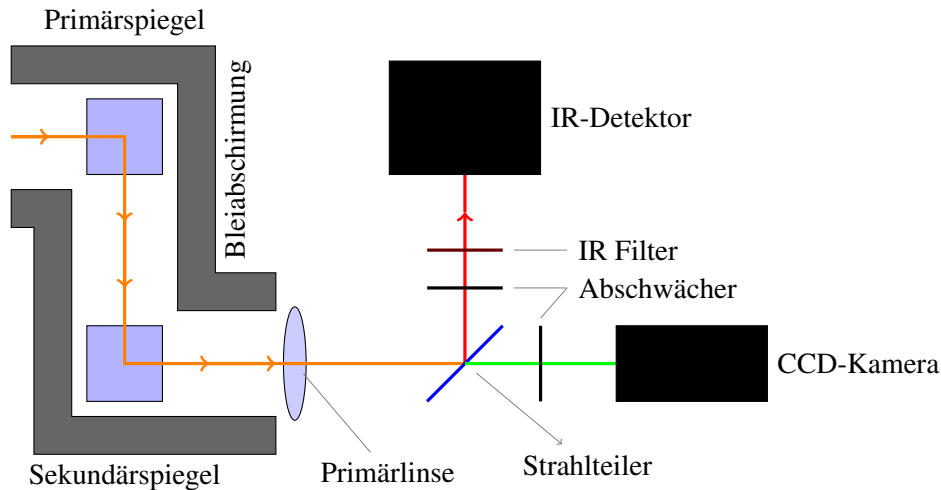 Primärspiegel
Bleiabschirmung
IR-Detektor
IR Filter
Abschwächer
CCD-Kamera
Sekundärspiegel
Primärlinse
Strahlteiler